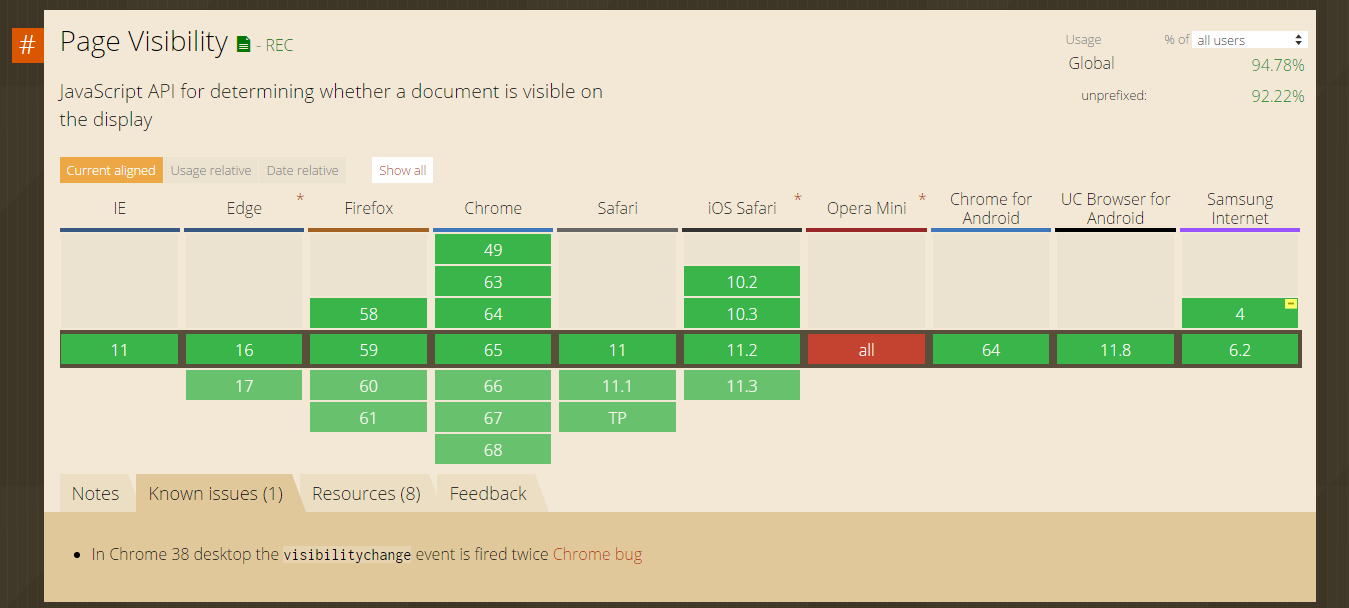 #
Page Visibility - REC
Usage % of all users
Global 94.78%
unprefixed: 92.22%
JavaScript API for determining whether a document is visible on
the display
Current aligned Usage relative Date relative Show all
IE Edge * Firefox Chrome Safari iOS Safari * Opera Mini * Chrome for Android UC Browser for Android Samsung Internet
49
63 10.2
58 64 10.3 4
11 16 59 65 11 11.2 all 64 11.8 6.2
17 60 66 11.1 11.3
61 67 TP
68
Notes Known issues (1) Resources (8) Feedback
• In Chrome 38 desktop the visibilitychange event is fired twice Chrome bug